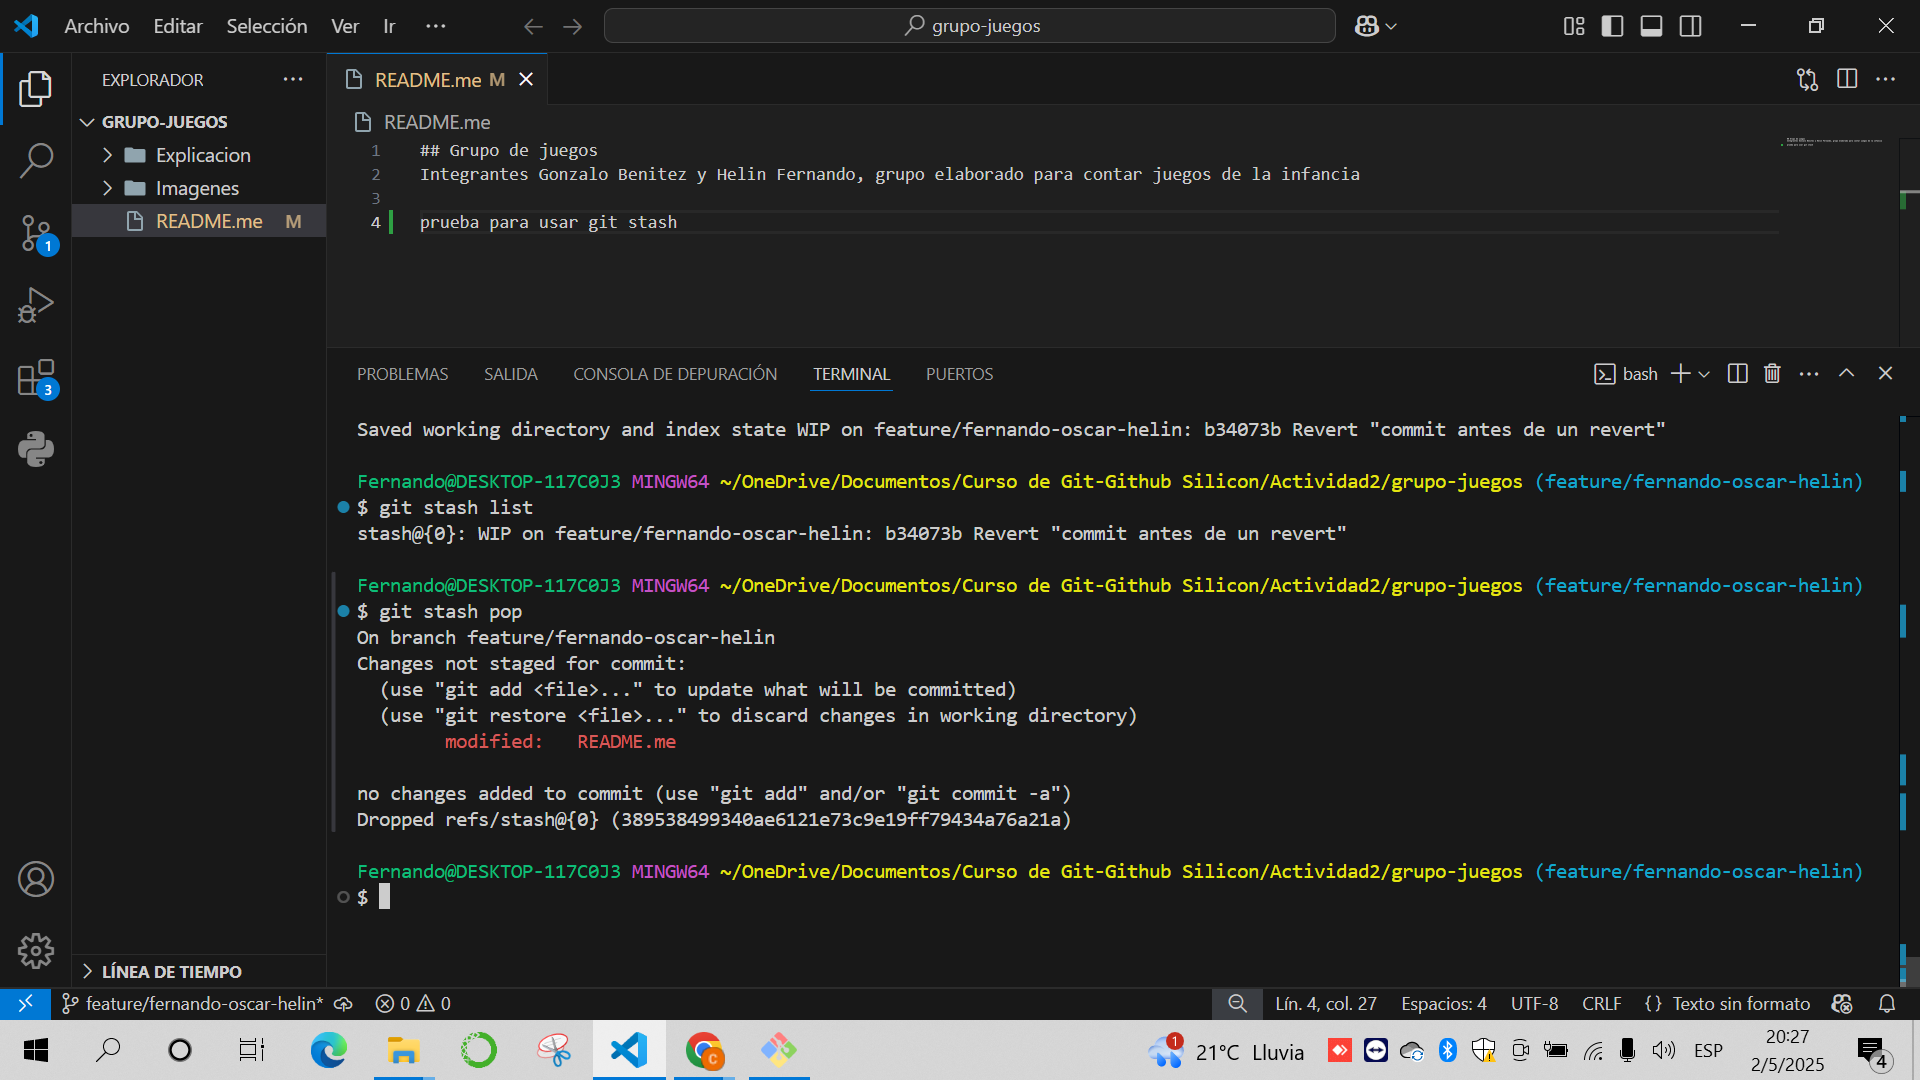 Archivo Editar Selección Ver Ir ···
grupo-juegos
EXPLORADOR ···
README.me M
GRUPO-JUEGOS
Explicacion
Imagenes
README.me M
1
3
README.me
1 ## Grupo de juegos
2 Integrantes Gonzalo Benitez y Helin Fernando, grupo elaborado para contar juegos de la infancia
3
4 prueba para usar git stash
PROBLEMAS SALIDA CONSOLA DE DEPURACIÓN TERMINAL PUERTOS
bash
Saved working directory and index state WIP on feature/fernando-oscar-helin: b34073b Revert "commit antes de un revert"
Fernando@DESKTOP-117C0J3 MINGW64 ~/OneDrive/Documentos/Curso de Git-Github Silicon/Actividad2/grupo-juegos (feature/fernando-oscar-helin)
$ git stash list
stash@{0}: WIP on feature/fernando-oscar-helin: b34073b Revert "commit antes de un revert"
Fernando@DESKTOP-117C0J3 MINGW64 ~/OneDrive/Documentos/Curso de Git-Github Silicon/Actividad2/grupo-juegos (feature/fernando-oscar-helin)
$ git stash pop
On branch feature/fernando-oscar-helin
Changes not staged for commit:
(use "git add <file>..." to update what will be committed)
(use "git restore <file>..." to discard changes in working directory)
modified: README.me
no changes added to commit (use "git add" and/or "git commit -a")
Dropped refs/stash@{0} (389538499340ae6121e73c9e19ff79434a76a21a)
Fernando@DESKTOP-117C0J3 MINGW64 ~/OneDrive/Documentos/Curso de Git-Github Silicon/Actividad2/grupo-juegos (feature/fernando-oscar-helin)
$
LÍNEA DE TIEMPO
feature/fernando-oscar-helin* 0 0
Lín. 4, col. 27 Espacios: 4 UTF-8 CRLF {} Texto sin formato
C
1
21°C Lluvia
ESP
20:27
2/5/2025
4